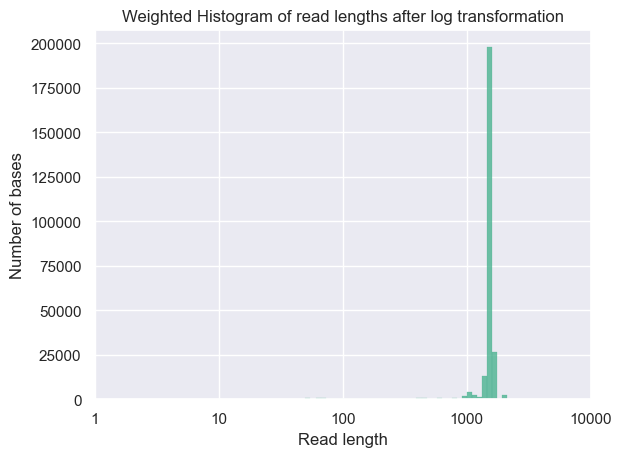 Weighted Histogram of read lengths after log transformation
200000
175000
150000
125000
100000
75000
50000
25000
0
Number of bases
1 10 100 1000 10000
Read length